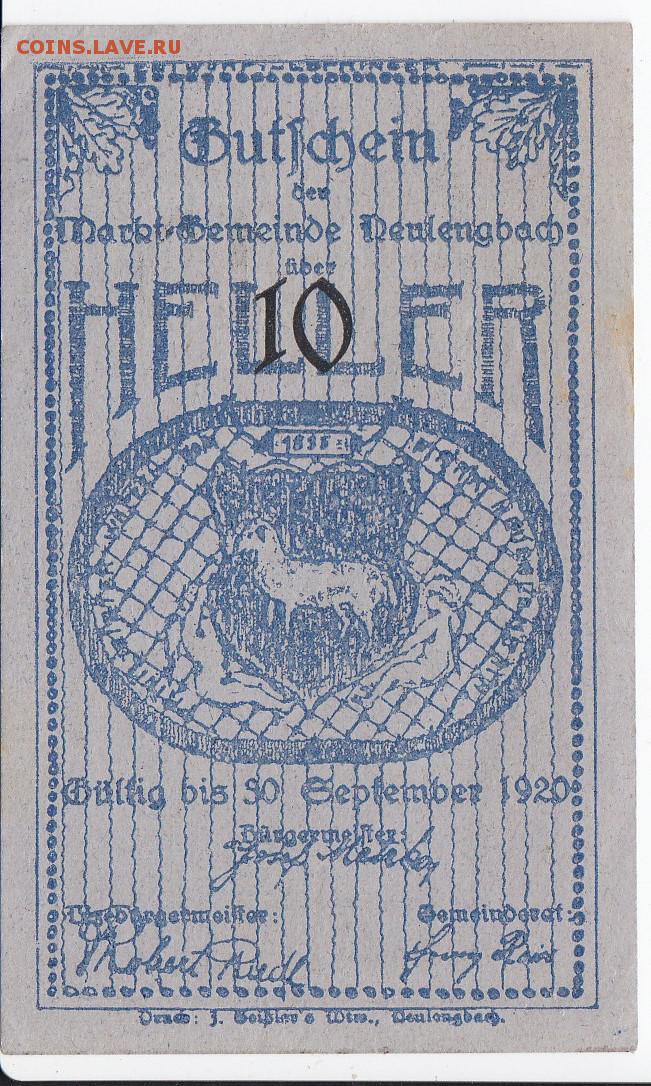 COINS.LAVE.RU
Gutschein
der
Markt-Gemeinde Neulengbach
über
HELLER
10
Gültig bis 30 September 1920
Bürgermeister:
Vizebürgermeister: Gemeinderat:
Robert Riedl
Druck: J. Geißler's Wtw., Neulengbach.